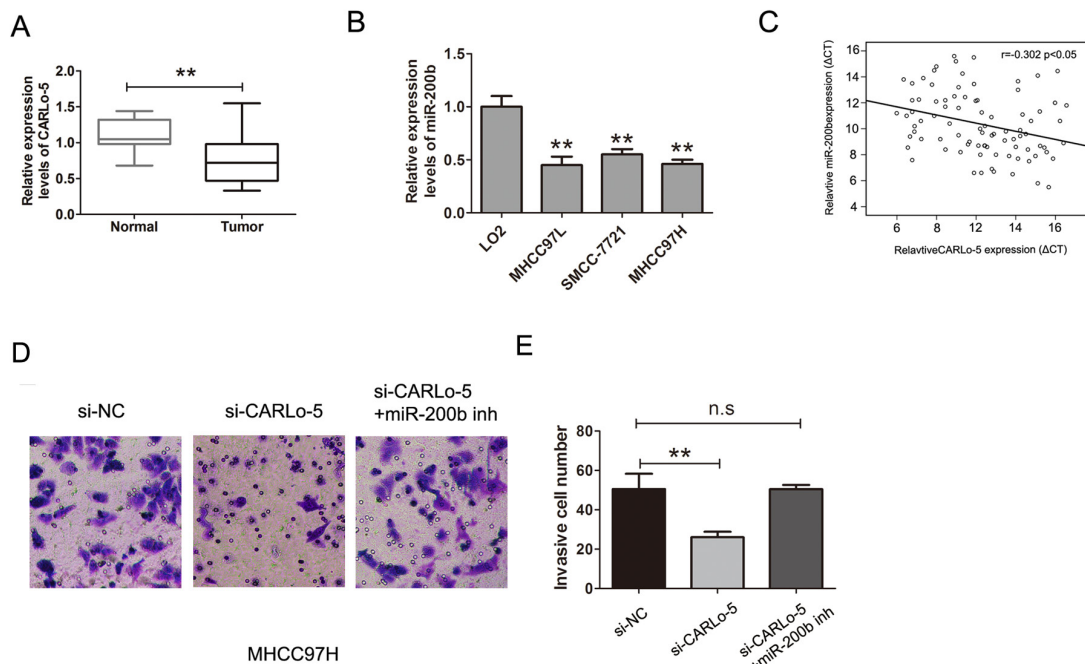 A
Relative expression
levels of CARLo-5
2.0
1.5
1.0
0.5
0.0
**
Normal
Tumor
B
Relative expression
levels of miR-200b
1.5
1.0
0.5
0.0
**
**
**
LO2
MHCC97L
SMCC-7721
MHCC97H
C
Relavtive miR-200bexpression (ΔCT)
16
14
12
10
8
6
4
r=-0.302 p<0.05
6
8
10
12
14
16
RelavtiveCARLo-5 expression (ΔCT)
D
si-NC
si-CARLo-5
si-CARLo-5
+miR-200b inh
MHCC97H
E
Invasive cell number
80
60
40
20
0
n.s
**
si-NC
si-CARLo-5
si-CARLo-5
+miR-200b inh